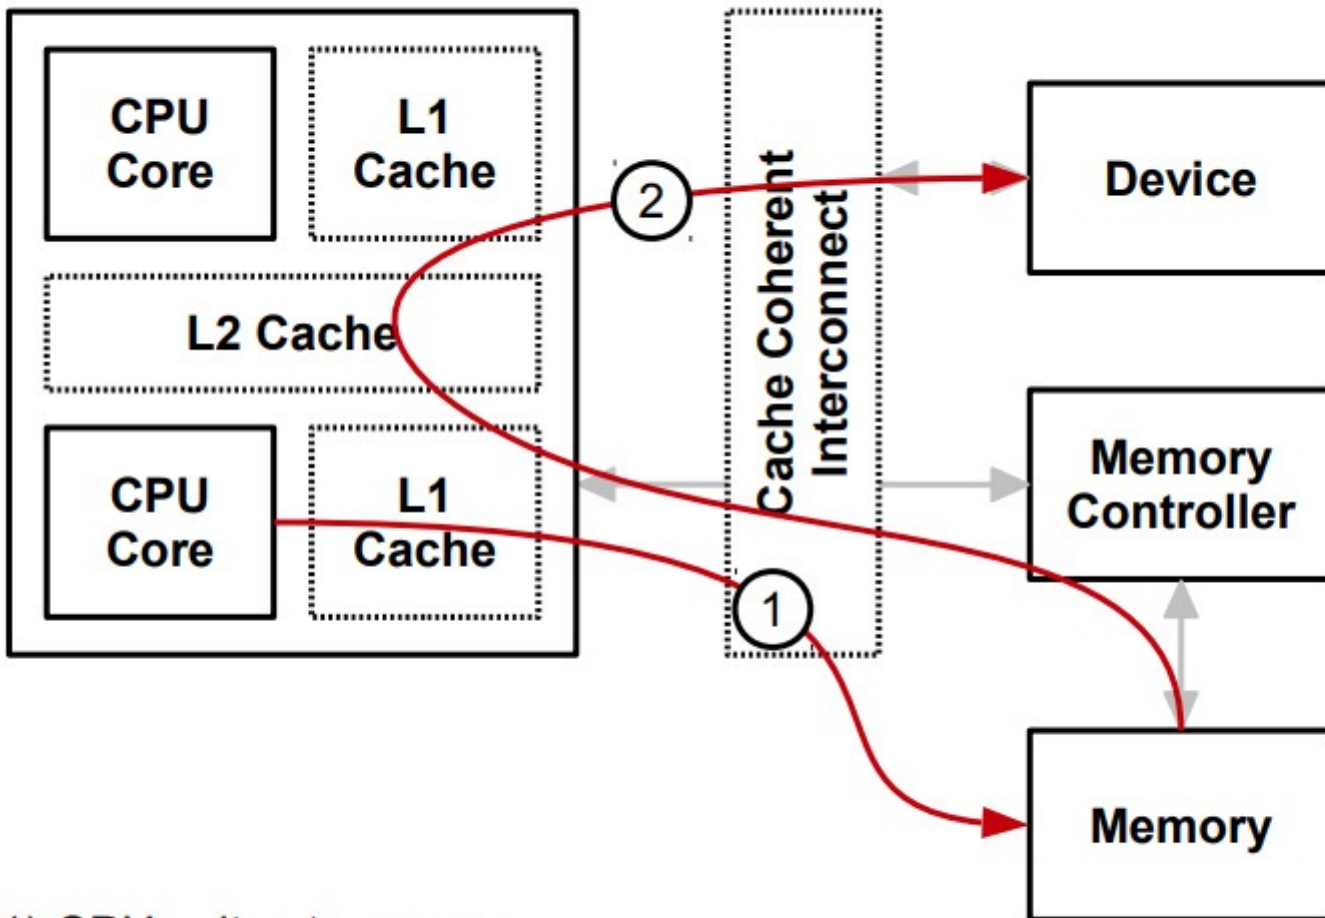 CPU
Core
L1
Cache
2
Cache Coherent
Interconnect
Device
L2 Cache
CPU
Core
L1
Cache
1
Memory
Controller
Memory